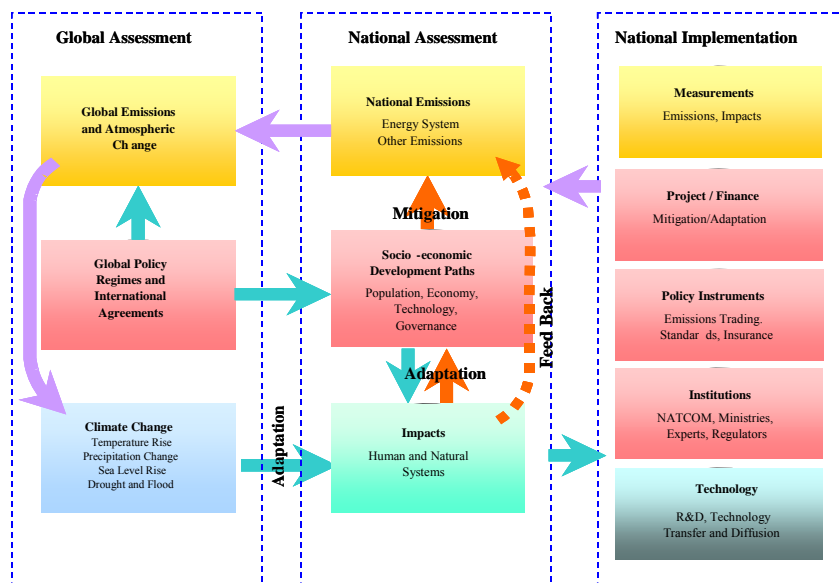 Global Assessment
Global Emissions
and Atmospheric
Ch ange
Global Policy
Regimes and
International
Agreements
Climate Change
Temperature Rise
Precipitation Change
Sea Level Rise
Drought and Flood
Adaptation
National Assessment
National Emissions
Energy System
Other Emissions
Mitigation
Socio -economic
Development Paths
Population, Economy,
Technology,
Governance
Adaptation
Feed Back
Impacts
Human and Natural
Systems
National Implementation
Measurements
Emissions, Impacts
Project / Finance
Mitigation/Adaptation
Policy Instruments
Emissions Trading.
Standar ds, Insurance
Institutions
NATCOM, Ministries,
Experts, Regulators
Technology
R&D, Technology
Transfer and Diffusion